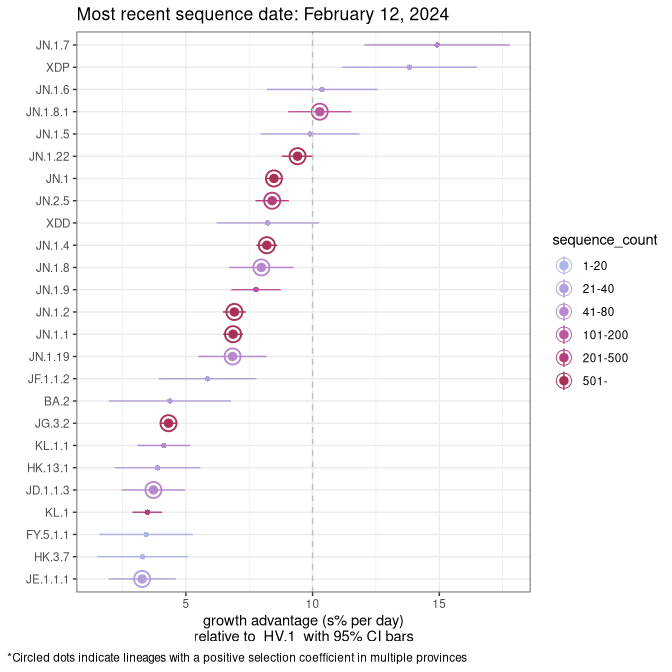 Most recent sequence date: February 12, 2024
JN.1.7
XDP
JN.1.6
JN.1.8.1
JN.1.5
JN.1.22
JN.1
JN.2.5
XDD
JN.1.4
JN.1.8
JN.1.9
JN.1.2
JN.1.1
JN.1.19
JF.1.1.2
BA.2
JG.3.2
KL.1.1
HK.13.1
JD.1.1.3
KL.1
FY.5.1.1
HK.3.7
JE.1.1.1
5 10 15
growth advantage (s% per day)
relative to HV.1 with 95% CI bars
sequence_count
1-20
21-40
41-80
101-200
201-500
501-
*Circled dots indicate lineages with a positive selection coefficient in multiple provinces